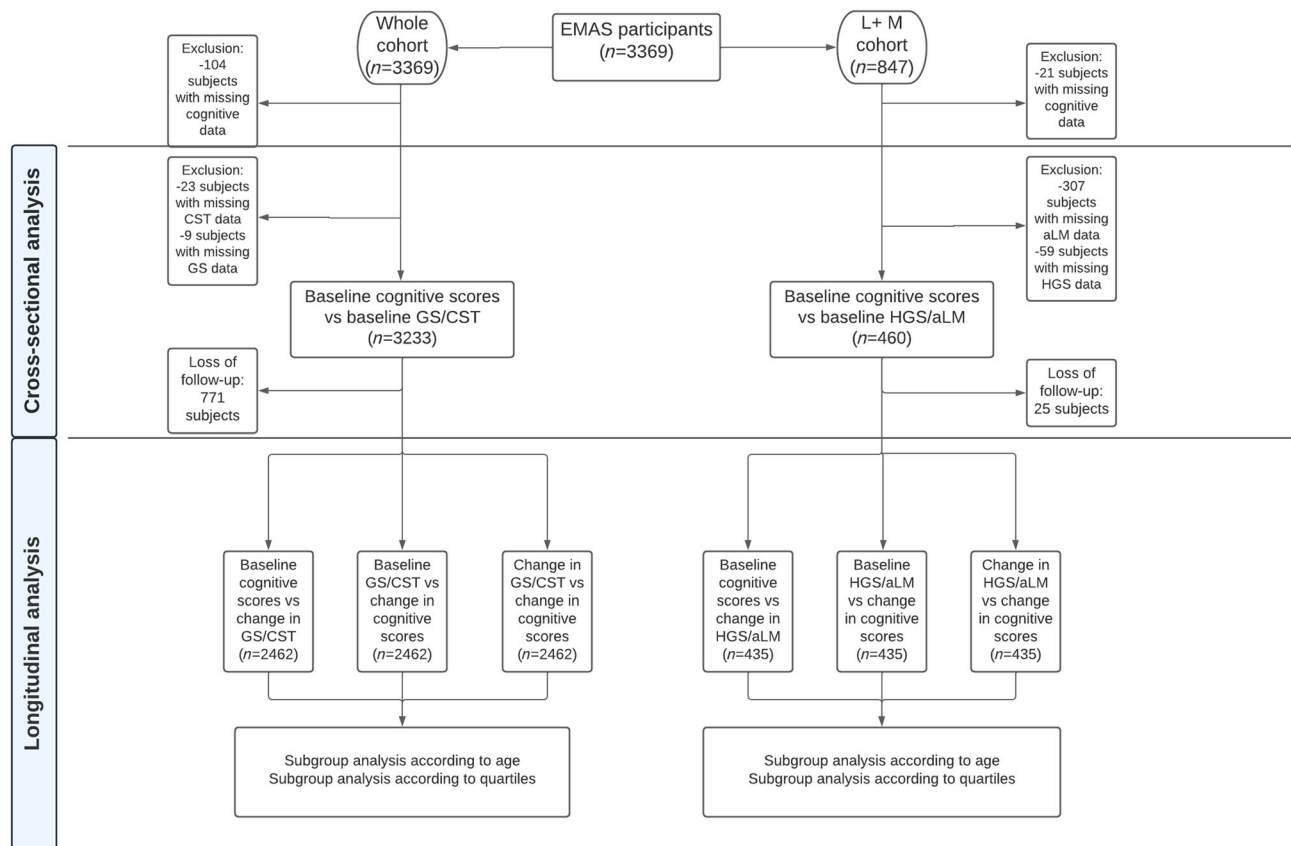 EMAS participants
(n=3369)
Whole
cohort
(n=3369)
L+ M
cohort
(n=847)
Exclusion:
-104
subjects
with missing
cognitive
data
-21 subjects
with missing
cognitive
data
Cross-sectional analysis
Exclusion:
-23 subjects
with missing
CST data
-9 subjects
with missing
GS data
Exclusion:
-307
subjects
with missing
aLM data
-59 subjects
with missing
HGS data
Baseline cognitive scores
vs baseline GS/CST
(n=3233)
Baseline cognitive scores
vs baseline HGS/aLM
(n=460)
Loss of
follow-up:
771
subjects
Loss of
follow-up:
25 subjects
Longitudinal analysis
Baseline
cognitive
scores vs
change in
GS/CST
(n=2462)
Baseline
GS/CST vs
change in
cognitive
scores
(n=2462)
Change in
GS/CST vs
change in
cognitive
scores
(n=2462)
Baseline
cognitive
scores vs
change in
HGS/aLM
(n=435)
Baseline
HGS/aLM
vs change
in cognitive
scores
(n=435)
Change in
HGS/aLM
vs change
in cognitive
scores
(n=435)
Subgroup analysis according to age
Subgroup analysis according to quartiles
Subgroup analysis according to age
Subgroup analysis according to quartiles